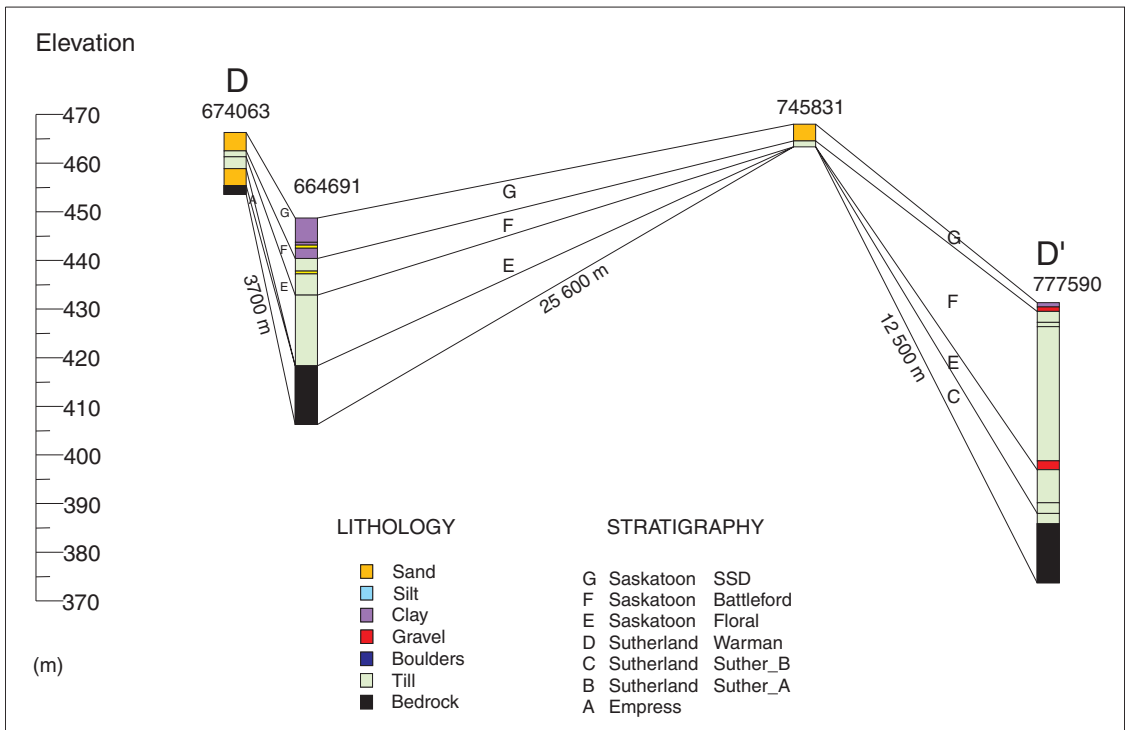 Elevation
D
674063
745831
470
460
664691
450
A
G
G
F
G
440
F
E
D'
777590
E
3700 m
25 600 m
430
F
12 500 m
420
E
C
410
400
390
LITHOLOGY
STRATIGRAPHY
380
370
Sand
Silt
Clay
Gravel
Boulders
Till
Bedrock
G Saskatoon SSD
F Saskatoon Battleford
E Saskatoon Floral
D Sutherland Warman
C Sutherland Suther_B
B Sutherland Suther_A
A Empress
(m)